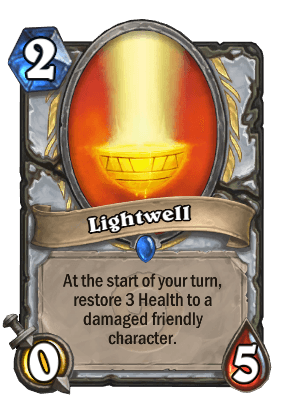 2
Lightwell
At the start of your turn,
restore 3 Health to a
damaged friendly
character.
0
5